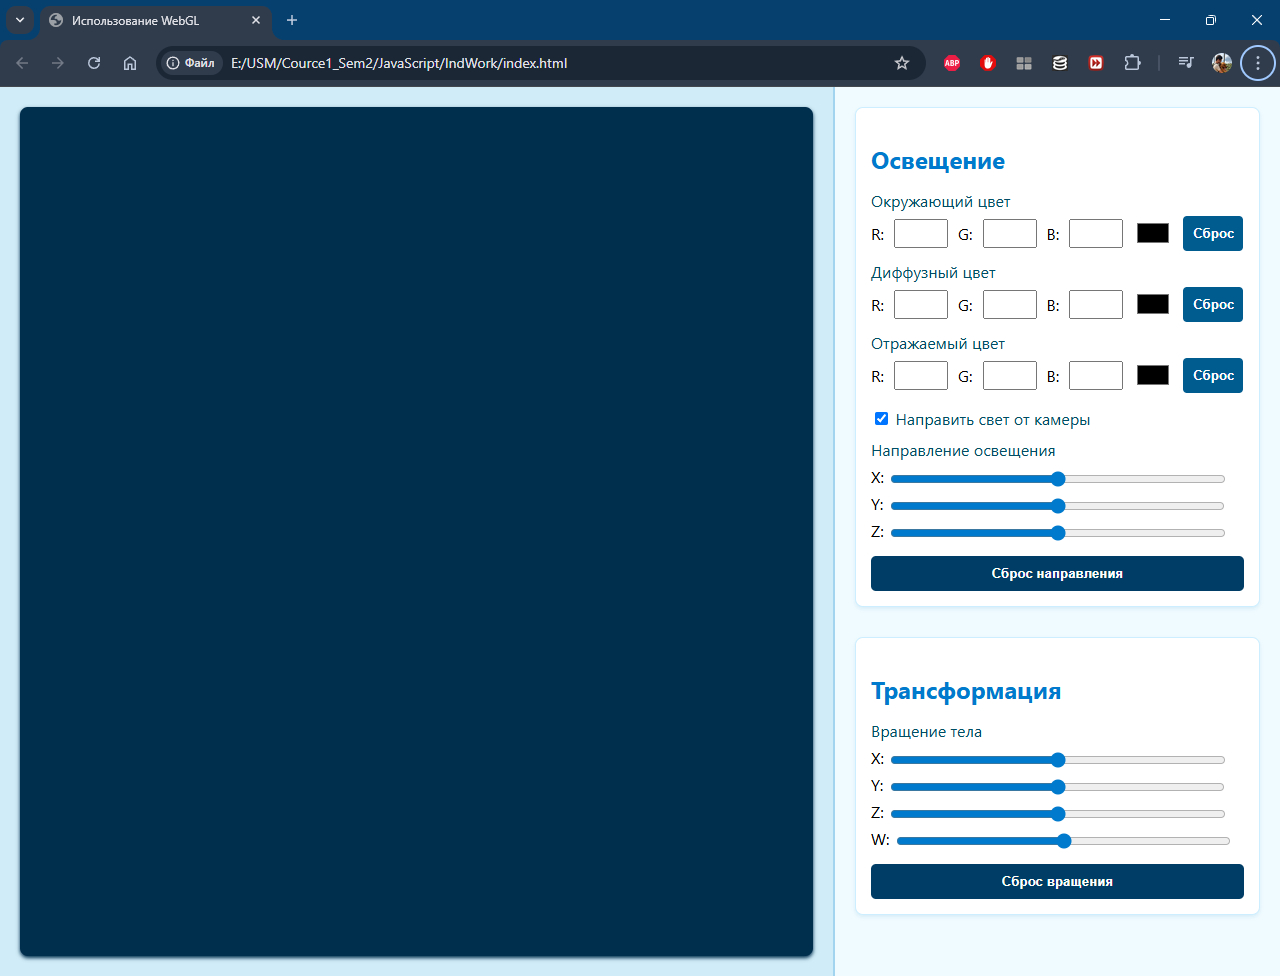 Использование WebGL
Файл
E:/USM/Cource1_Sem2/JavaScript/IndWork/index.html
ABP
Освещение
Окружающий цвет
R: G: B: Сброс
Диффузный цвет
R: G: B: Сброс
Отражаемый цвет
R: G: B: Сброс
Направить свет от камеры
Направление освещения
X:
Y:
Z:
Сброс направления
Трансформация
Вращение тела
X:
Y:
Z:
W:
Сброс вращения